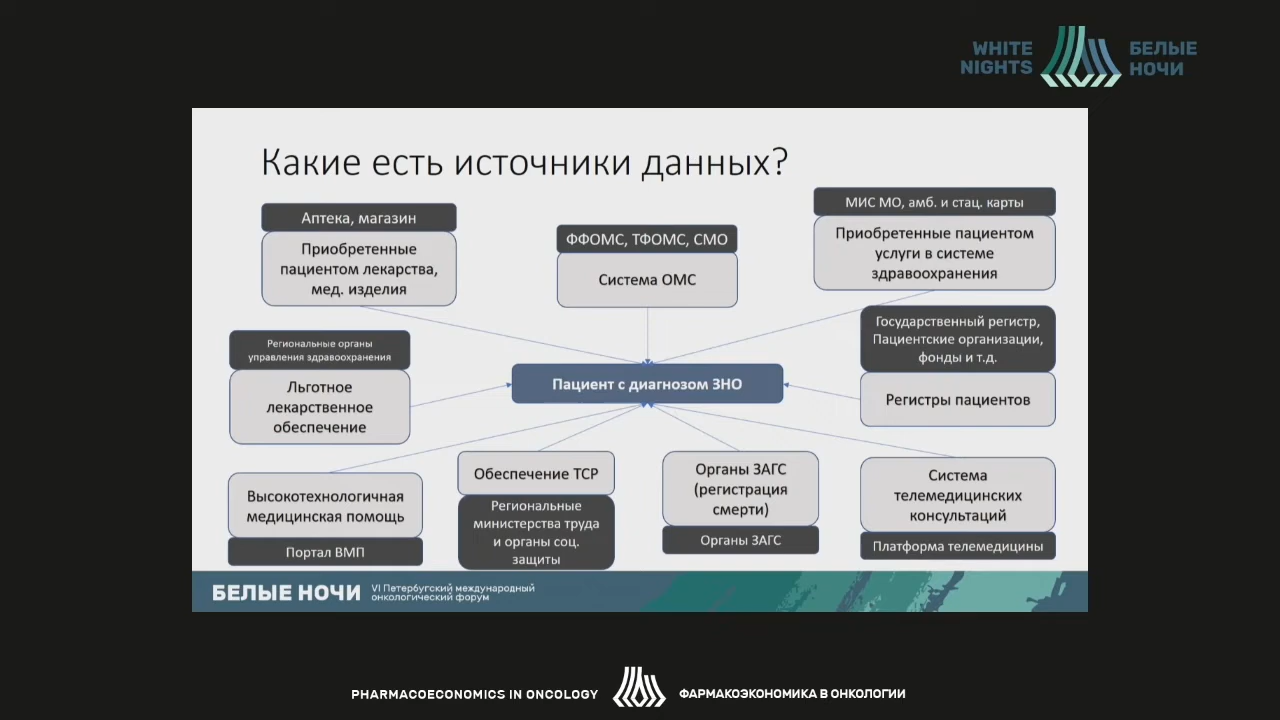 WHITE
NIGHTS
БЕЛЫЕ
НОЧИ
Какие есть источники данных?
Аптека, магазин
Приобретенные
пациентом лекарства,
мед. изделия
ФФОМС, ТФОМС, СМО
Система ОМС
МИС МО, амб. и стац. карты
Приобретенные пациентом
услуги в системе
здравоохранения
Региональные органы
управления здравоохранения
Льготное
лекарственное
обеспечение
Пациент с диагнозом ЗНО
Государственный регистр,
Пациентские организации,
фонды и т.д.
Регистры пациентов
Высокотехнологичная
медицинская помощь
Портал ВМП
Обеспечение ТСР
Региональные
министерства труда
и органы соц.
защиты
Органы ЗАГС
(регистрация
смерти)
Органы ЗАГС
Система
телемедицинских
консультаций
Платформа телемедицины
БЕЛЫЕ НОЧИ
VI Петербугский международный
онкологический форум
PHARMACOECONOMICS IN ONCOLOGY
ФАРМАКОЭКОНОМИКА В ОНКОЛОГИИ